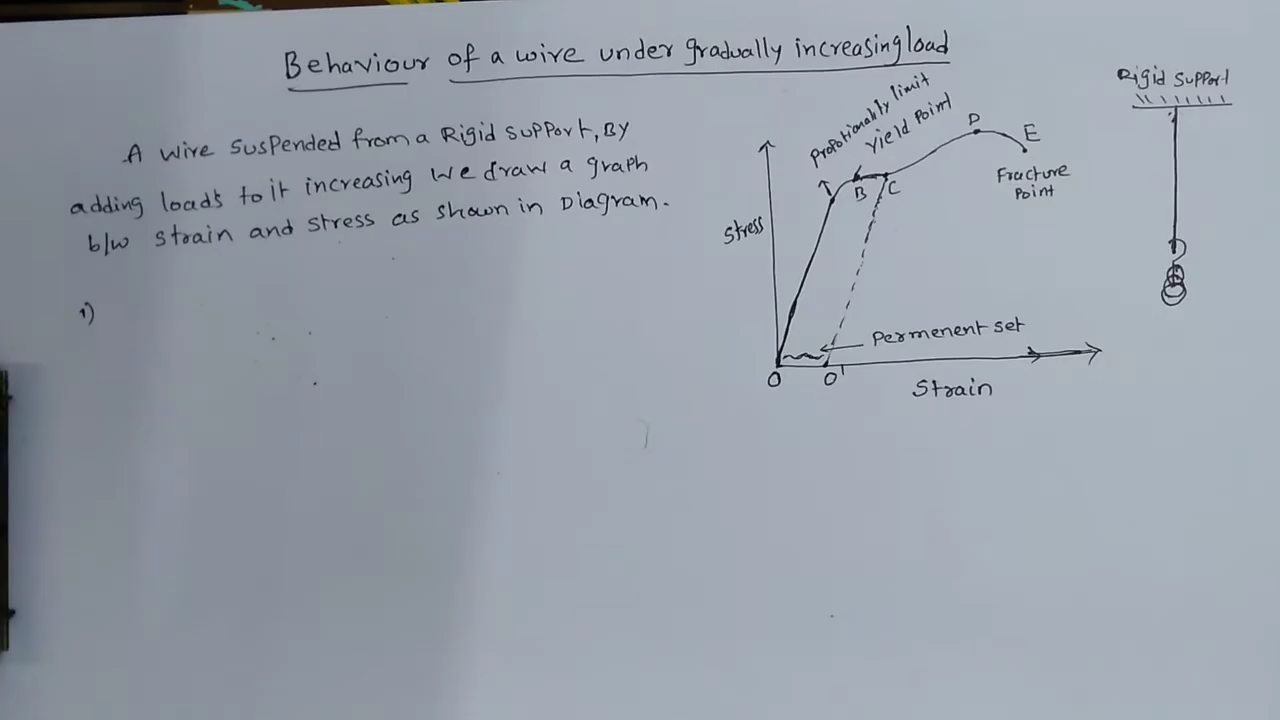 Behaviour of a wire under gradually increasing load
A wire suspended from a Rigid support, By
adding loads to it increasing we draw a graph
b/w strain and stress as shown in Diagram.
1)
Propotionality limit
yield Point
D
E
Fracture
Point
B
C
Stress
Permenent set
O
O'
Strain
Rigid support